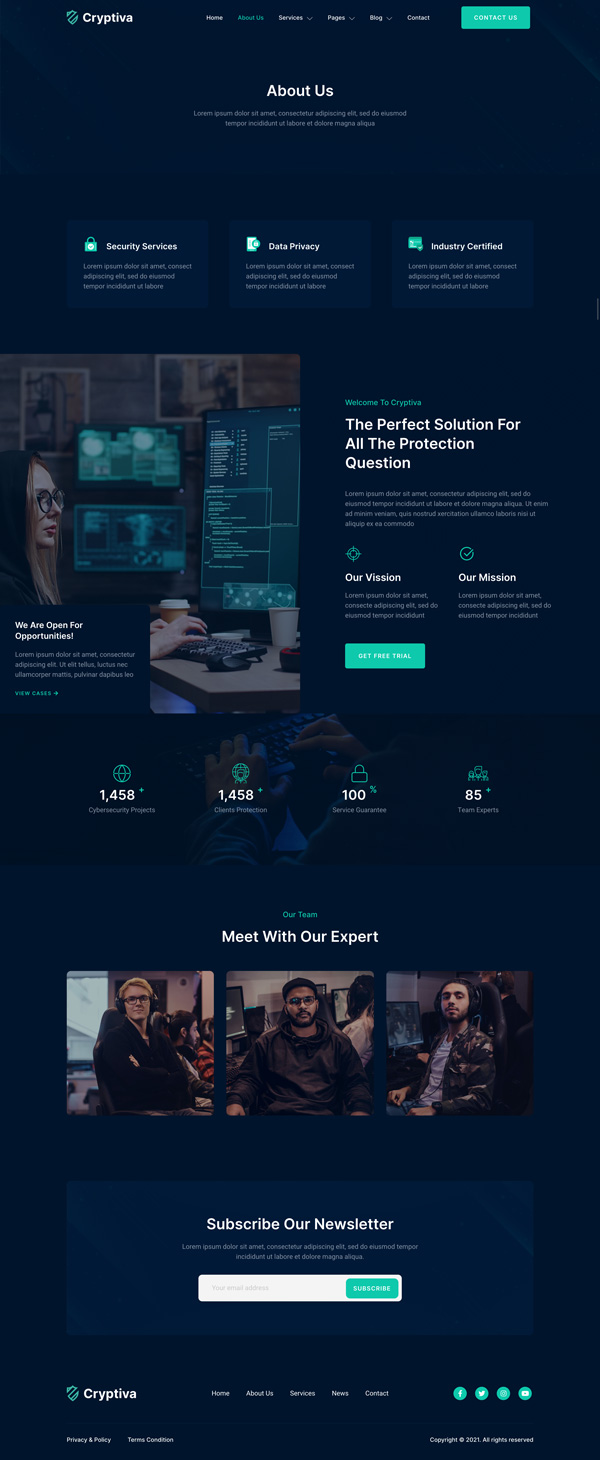 Cryptiva
Home
About Us
Services
Pages
Blog
Contact
CONTACT US
About Us
Lorem ipsum dolor sit amet, consectetur adipiscing elit, sed do eiusmod
tempor incididunt ut labore et dolore magna aliqua
Security Services
Lorem ipsum dolor sit amet, consect
adipiscing elit, sed do eiusmod
tempor incididunt ut labore
Data Privacy
Lorem ipsum dolor sit amet, consect
adipiscing elit, sed do eiusmod
tempor incididunt ut labore
Industry Certified
Lorem ipsum dolor sit amet, consect
adipiscing elit, sed do eiusmod
tempor incididunt ut labore
We Are Open For
Opportunities!
Lorem ipsum dolor sit amet, consectetur
adipiscing elit. Ut elit tellus, luctus nec
ullamcorper mattis, pulvinar dapibus leo
VIEW CASES →
Welcome To Cryptiva
The Perfect Solution For
All The Protection
Question
Lorem ipsum dolor sit amet, consectetur adipiscing elit, sed do
eiusmod tempor incididunt ut labore et dolore magna aliqua. Ut enim
ad minim veniam, quis nostrud xercitation ullamco laboris nisi ut
aliquip ex ea commodo
Our Vission
Lorem ipsum dolor sit amet,
consecte adipiscing elit, sed do
eiusmod tempor incididunt
Our Mission
Lorem ipsum dolor sit amet,
consecte adipiscing elit, sed do
eiusmod tempor incididunt
GET FREE TRIAL
1,458 +
Cybersecurity Projects
1,458 +
Clients Protection
100 %
Service Guarantee
85 +
Team Experts
Our Team
Meet With Our Expert
Subscribe Our Newsletter
Lorem ipsum dolor sit amet, consectetur adipiscing elit, sed do eiusmod tempor
incididunt ut labore et dolore magna aliqua.
Your email address
SUBSCRIBE
Cryptiva
Home
About Us
Services
News
Contact
Privacy & Policy
Terms Condition
Copyright © 2021. All rights reserved